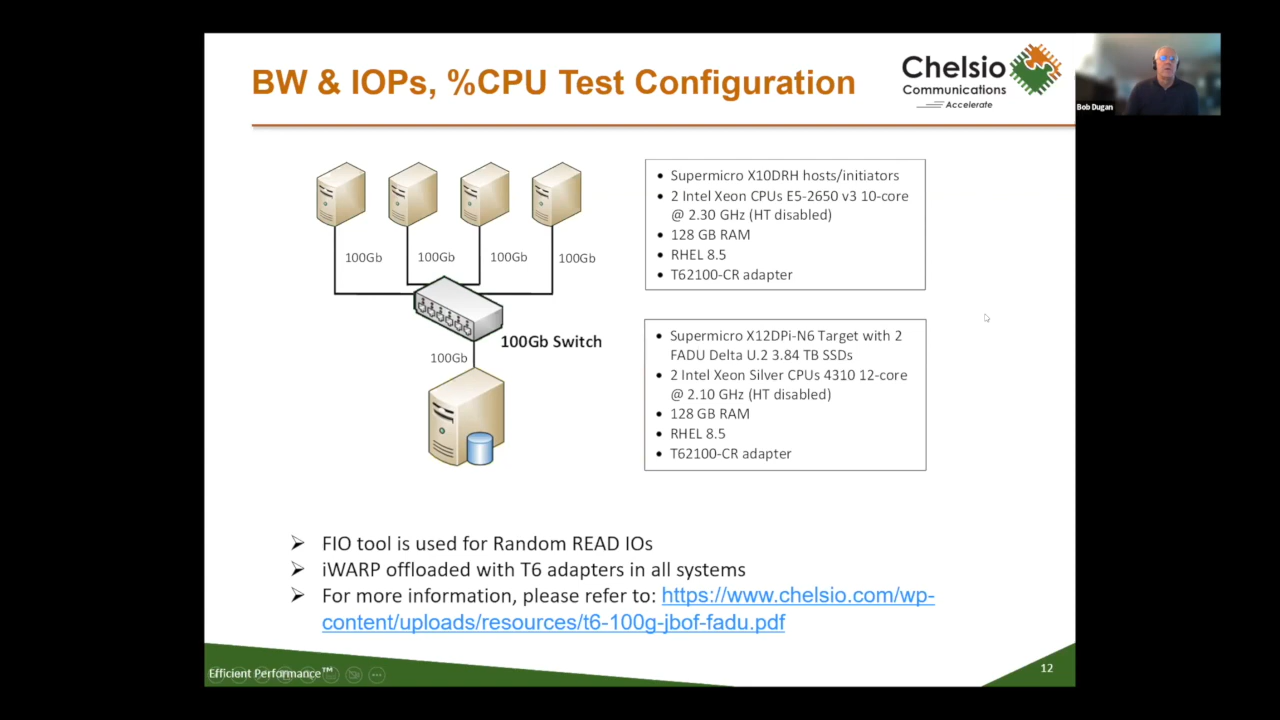 BW & IOPs, %CPU Test Configuration
Chelsio
Communications
Accelerate
Bob Dugan
100Gb
100Gb
100Gb
100Gb
100Gb Switch
100Gb
• Supermicro X10DRH hosts/initiators
• 2 Intel Xeon CPUs E5-2650 v3 10-core
@ 2.30 GHz (HT disabled)
• 128 GB RAM
• RHEL 8.5
• T62100-CR adapter
• Supermicro X12DPi-N6 Target with 2
FADU Delta U.2 3.84 TB SSDs
• 2 Intel Xeon Silver CPUs 4310 12-core
@ 2.10 GHz (HT disabled)
• 128 GB RAM
• RHEL 8.5
• T62100-CR adapter
➢ FIO tool is used for Random READ IOs
➢ iWARP offloaded with T6 adapters in all systems
➢ For more information, please refer to: https://www.chelsio.com/wp-
content/uploads/resources/t6-100g-jbof-fadu.pdf
Efficient Performance™
12